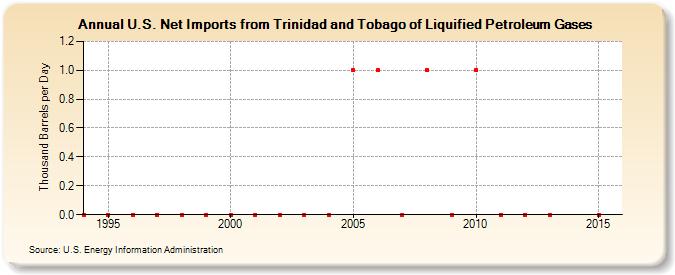 Annual U.S. Net Imports from Trinidad and Tobago of Liquified Petroleum Gases
Thousand Barrels per Day
1.2
1.0
0.8
0.6
0.4
0.2
0.0
1995 2000 2005 2010 2015
Source: U.S. Energy Information Administration